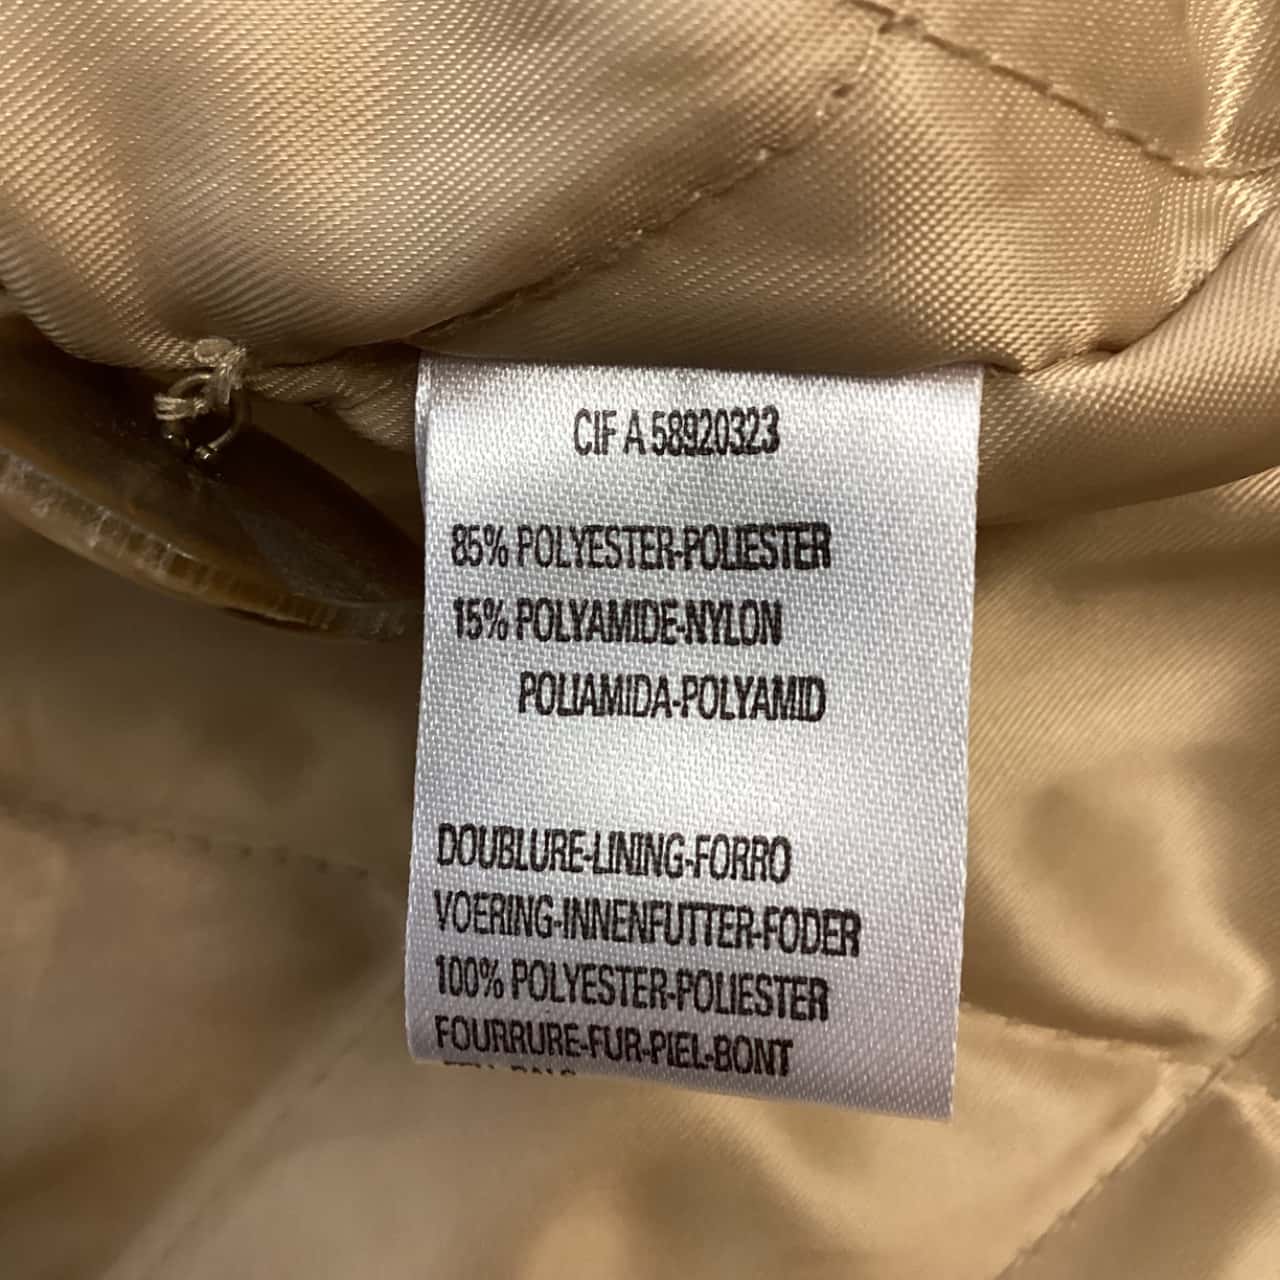 CIF A 58920323
85% POLYESTER-POLIESTER
15% POLYAMIDE-NYLON
POLIAMIDA-POLYAMID
DOUBLURE-LINING-FORRO
VOERING-INNENFUTTER-FODER
100% POLYESTER-POLIESTER
FOURRURE-FUR-PIEL-BONT